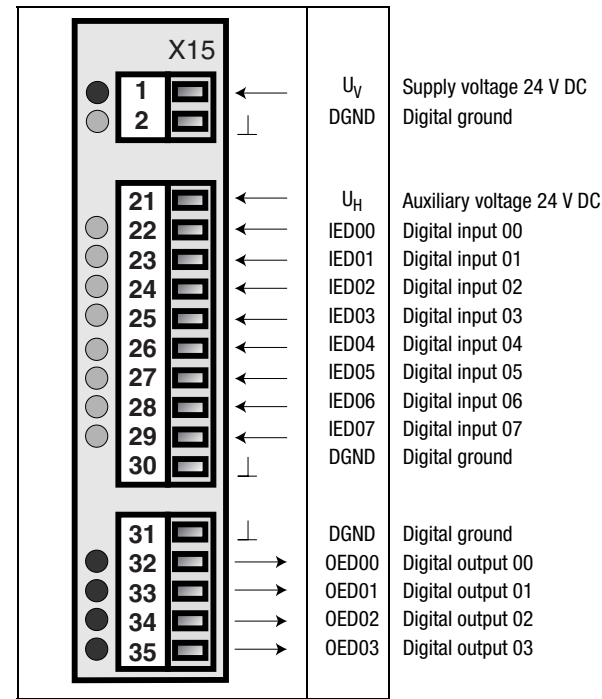 X15
1 U_V Supply voltage 24 V DC
2 DGND Digital ground
21 U_H Auxiliary voltage 24 V DC
22 IED00 Digital input 00
23 IED01 Digital input 01
24 IED02 Digital input 02
25 IED03 Digital input 03
26 IED04 Digital input 04
27 IED05 Digital input 05
28 IED06 Digital input 06
29 IED07 Digital input 07
30 DGND Digital ground
31 DGND Digital ground
32 OED00 Digital output 00
33 OED01 Digital output 01
34 OED02 Digital output 02
35 OED03 Digital output 03